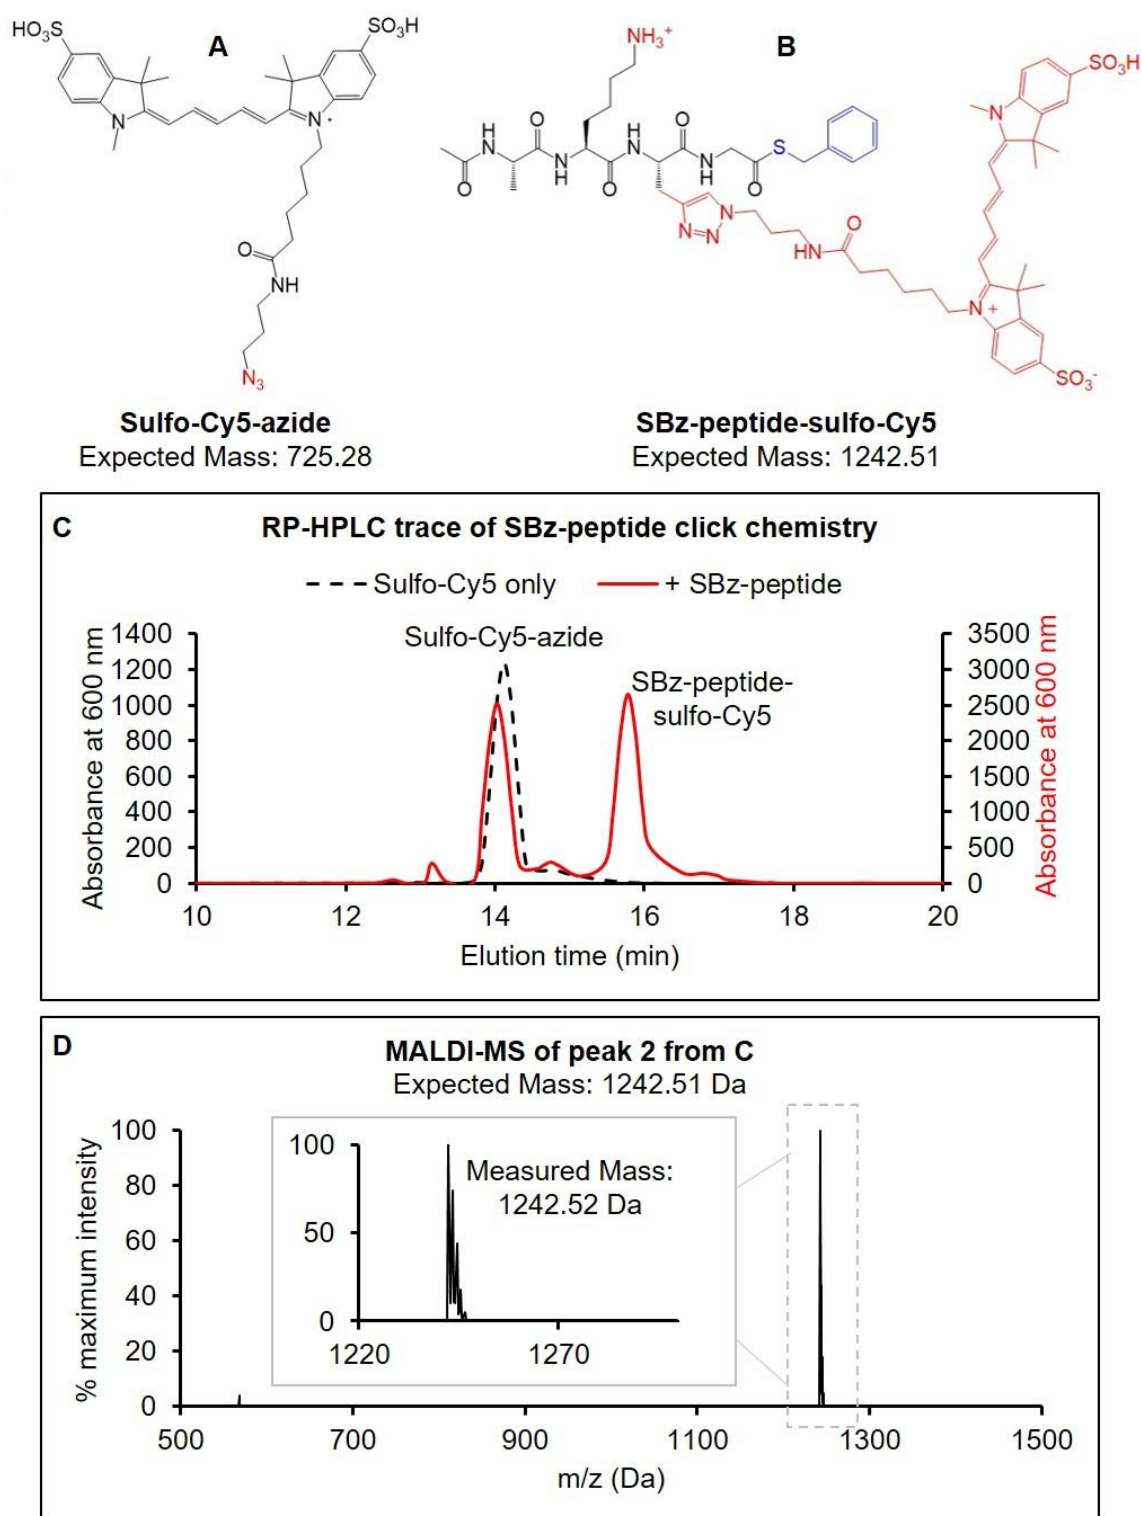 A
HO₃S
SO₃H
N
N
O
NH
N₃
Sulfo-Cy5-azide
Expected Mass: 725.28
B
NH₃⁺
H
N
O
N
H
O
H
N
O
NH
O
S
O
N
N=N
HN
O
N
SO₃H
N +
SO₃⁻
SBz-peptide-sulfo-Cy5
Expected Mass: 1242.51
C
RP-HPLC trace of SBz-peptide click chemistry
Sulfo-Cy5 only
+ SBz-peptide
Sulfo-Cy5-azide
SBz-peptide-
sulfo-Cy5
Absorbance at 600 nm
1400
1200
1000
800
600
400
200
0
3500
3000
2500
2000
1500
1000
500
0
Absorbance at 600 nm
10 12 14 16 18 20
Elution time (min)
D
MALDI-MS of peak 2 from C
Expected Mass: 1242.51 Da
% maximum intensity
100
80
60
40
20
0
100
50
0
Measured Mass:
1242.52 Da
1220 1270
500 700 900 1100 1300 1500
m/z (Da)